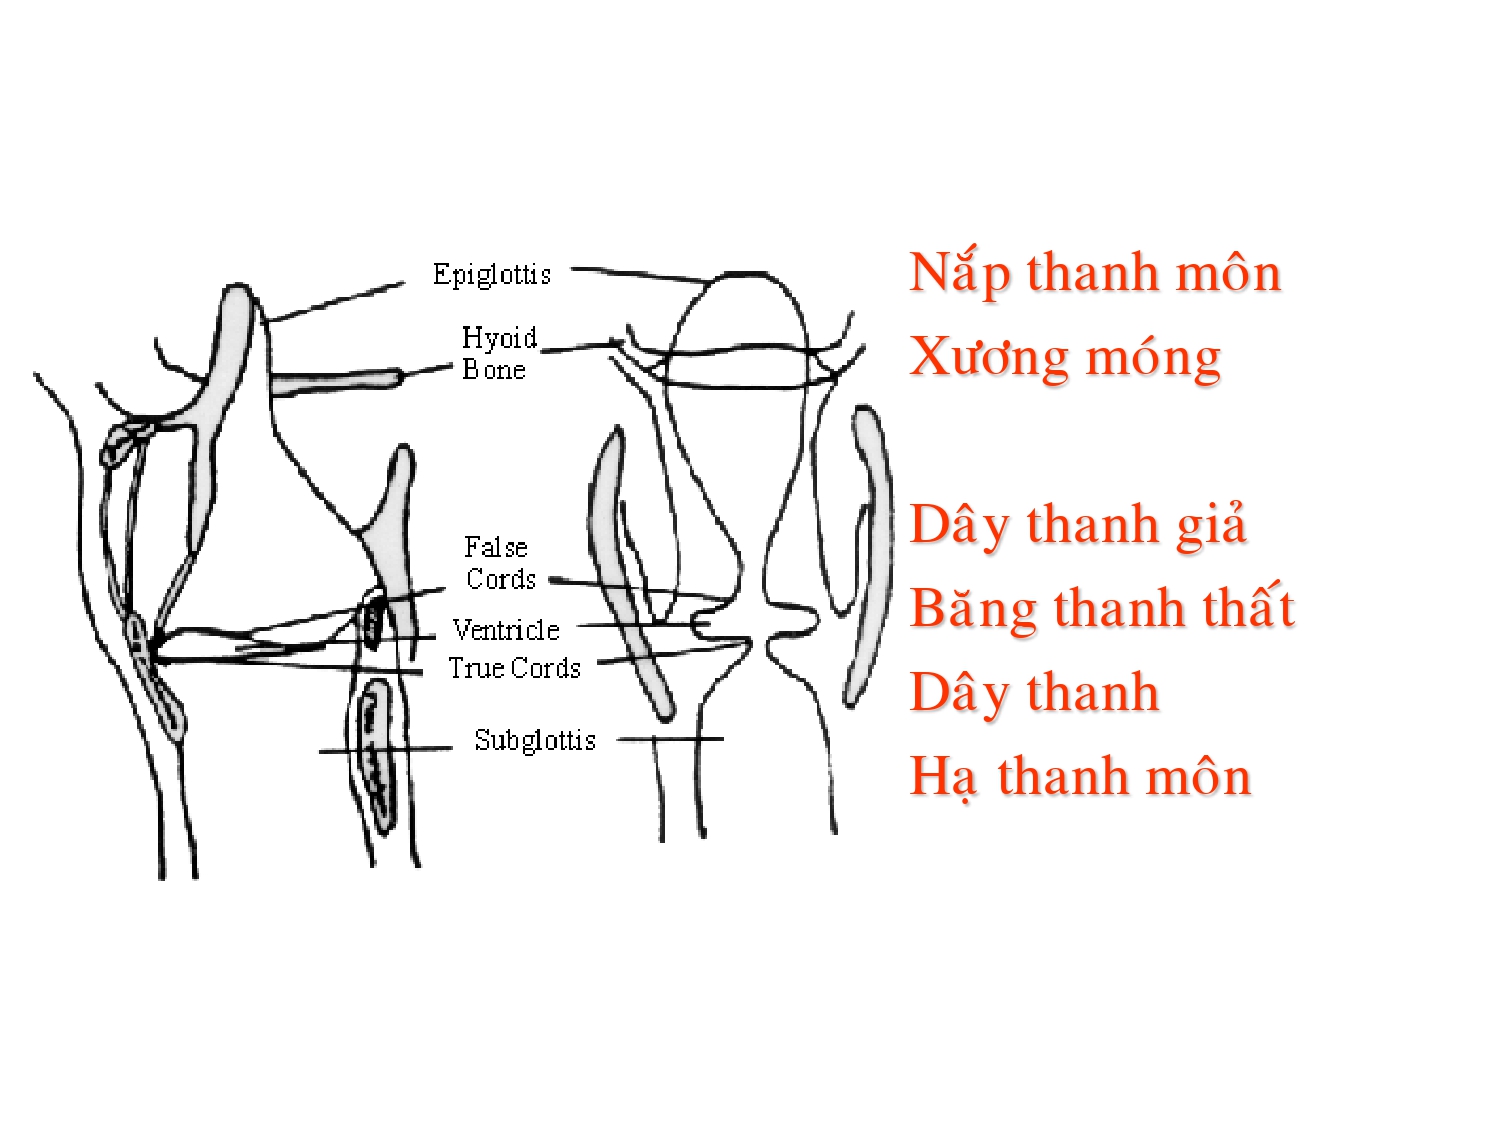 Epiglottis
Hyoid
Bone
False
Cords
Ventricle
True Cords
Subglottis
Nắp thanh môn
Xương móng
Dây thanh giả
Băng thanh thất
Dây thanh
Hạ thanh môn